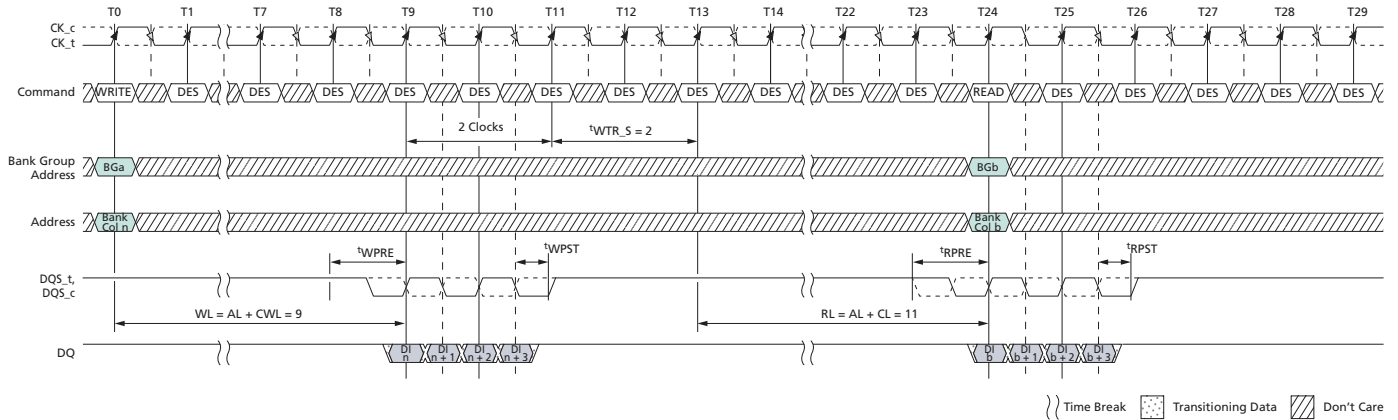 T0 T1 T7 T8 T9 T10 T11 T12 T13 T14 T22 T23 T24 T25 T26 T27 T28 T29
CK_c
CK_t
Command WRITE DES DES DES DES DES DES DES DES DES DES DES READ DES DES DES DES DES
2 Clocks tWTR_S = 2
Bank Group
Address
BGa BGb
Address
Bank
Col n
Bank
Col b
tWPRE tWPST tRPRE tRPST
DQS_t,
DQS_c
WL = AL + CWL = 9 RL = AL + CL = 11
DQ
DI
n
DI
n + 1
DI
n + 2
DI
n + 3
DI
b
DI
b + 1
DI
b + 2
DI
b + 3
Time Break Transitioning Data Don't Care